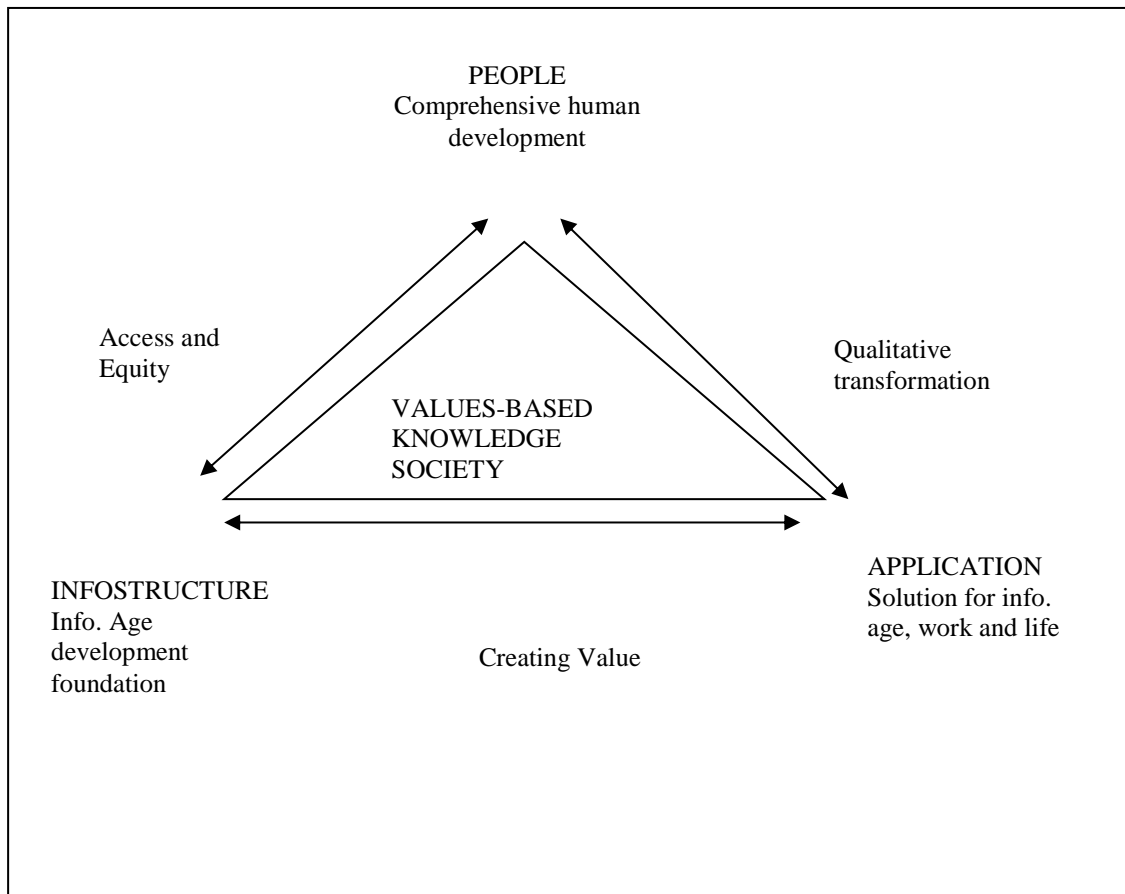 PEOPLE
Comprehensive human
development
Access and
Equity
Qualitative
transformation
VALUES-BASED
KNOWLEDGE
SOCIETY
INFOSTRUCTURE
Info. Age
development
foundation
APPLICATION
Solution for info.
age, work and life
Creating Value